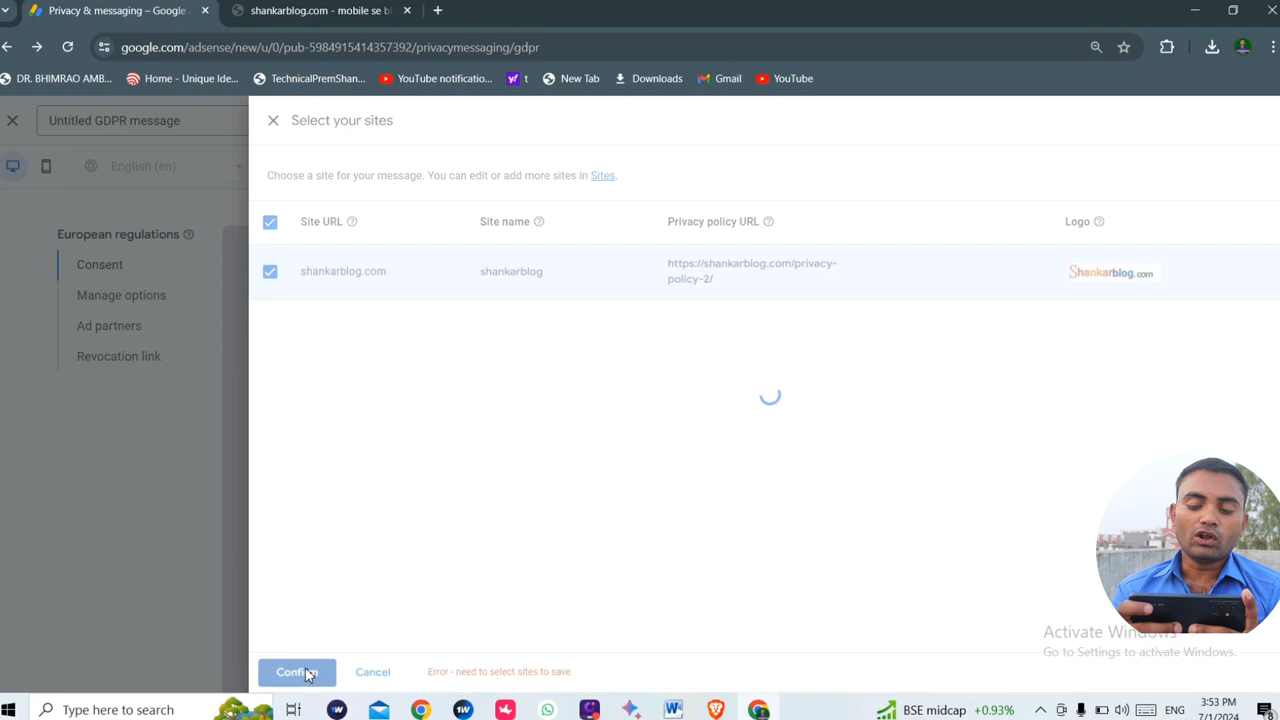 Privacy & messaging – Google
shankarblog.com - mobile se bl
google.com/adsense/new/u/0/pub-5984915414357392/privacymessaging/gdpr
DR. BHIMRAO AMB...
Home - Unique Ide...
TechnicalPremShan...
YouTube notificatio...
t
New Tab
Downloads
Gmail
YouTube
Untitled GDPR message
Select your sites
English (en)
Choose a site for your message. You can edit or add more sites in Sites.
Site URL
Site name
Privacy policy URL
Logo
European regulations
Consent
Manage options
Ad partners
Revocation link
shankarblog.com
shankarblog
https://shankarblog.com/privacy-
policy-2/
Shankarblog.com
Activate Windows
Go to Settings to activate Windows.
Confirm
Cancel
Error - need to select sites to save
Type here to search
BSE midcap +0.93%
ENG
3:53 PM